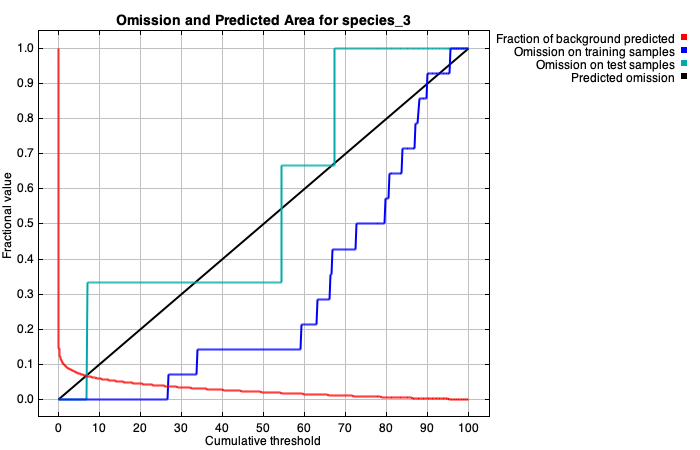 Omission and Predicted Area for species_3
Fraction of background predicted
Omission on training samples
Omission on test samples
Predicted omission
Fractional value
1.0
0.9
0.8
0.7
0.6
0.5
0.4
0.3
0.2
0.1
0.0
0 10 20 30 40 50 60 70 80 90 100
Cumulative threshold